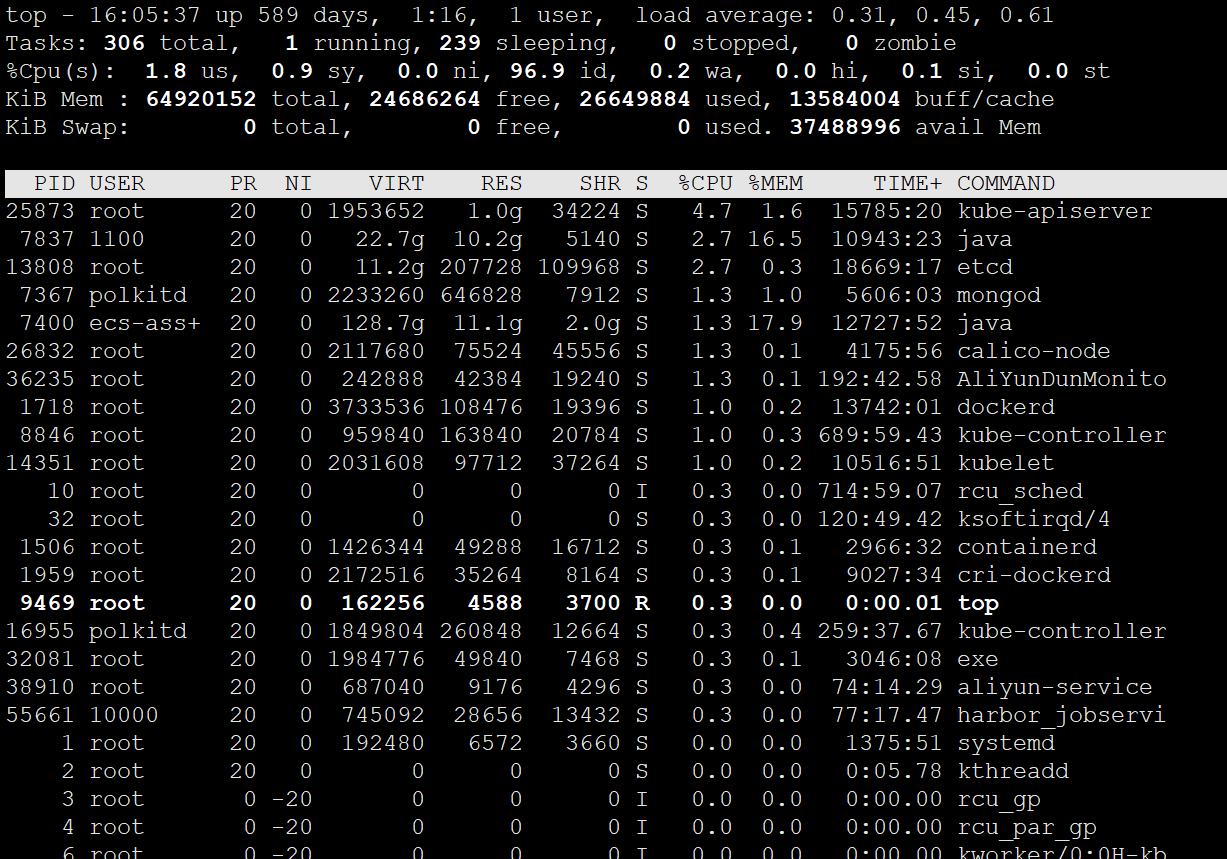 top - 16:05:37 up 589 days,  1:16,  1 user,  load average: 0.31, 0.45, 0.61
Tasks: 306 total,   1 running, 239 sleeping,   0 stopped,   0 zombie
%Cpu(s):  1.8 us,  0.9 sy,  0.0 ni, 96.9 id,  0.2 wa,  0.0 hi,  0.1 si,  0.0 st
KiB Mem : 64920152 total, 24686264 free, 26649884 used, 13584004 buff/cache
KiB Swap:        0 total,        0 free,        0 used. 37488996 avail Mem
  PID USER      PR  NI    VIRT    RES    SHR S  %CPU %MEM     TIME+ COMMAND
25873 root      20   0 1953652   1.0g  34224 S   4.7  1.6  15785:20 kube-apiserver
 7837 1100      20   0   22.7g  10.2g   5140 S   2.7 16.5  10943:23 java
13808 root      20   0   11.2g 207728 109968 S   2.7  0.3  18669:17 etcd
 7367 polkitd   20   0 2233260 646828   7912 S   1.3  1.0   5606:03 mongod
 7400 ecs-ass+  20   0  128.7g  11.1g   2.0g S   1.3 17.9  12727:52 java
26832 root      20   0 2117680  75524  45556 S   1.3  0.1   4175:56 calico-node
36235 root      20   0  242888  42384  19240 S   1.3  0.1 192:42.58 AliYunDunMonito
 1718 root      20   0 3733536 108476  19396 S   1.0  0.2  13742:01 dockerd
 8846 root      20   0  959840 163840  20784 S   1.0  0.3 689:59.43 kube-controller
14351 root      20   0 2031608  97712  37264 S   1.0  0.2  10516:51 kubelet
   10 root      20   0       0      0      0 I   0.3  0.0 714:59.07 rcu_sched
   32 root      20   0       0      0      0 S   0.3  0.0 120:49.42 ksoftirqd/4
 1506 root      20   0 1426344  49288  16712 S   0.3  0.1   2966:32 containerd
 1959 root      20   0 2172516  35264   8164 S   0.3  0.1   9027:34 cri-dockerd
 9469 root      20   0  162256   4588   3700 R   0.3  0.0   0:00.01 top
16955 polkitd   20   0 1849804 260848  12664 S   0.3  0.4 259:37.67 kube-controller
32081 root      20   0 1984776  49840   7468 S   0.3  0.1   3046:08 exe
38910 root      20   0  687040   9176   4296 S   0.3  0.0  74:14.29 aliyun-service
55661 10000     20   0  745092  28656  13432 S   0.3  0.0  77:17.47 harbor_jobservi
    1 root      20   0  192480   6572   3660 S   0.0  0.0   1375:51 systemd
    2 root      20   0       0      0      0 S   0.0  0.0   0:05.78 kthreadd
    3 root       0 -20       0      0      0 I   0.0  0.0   0:00.00 rcu_gp
    4 root       0 -20       0      0      0 I   0.0  0.0   0:00.00 rcu_par_gp
    6 root       0 -20       0      0      0 I   0.0  0.0   0:00.00 kworker/0:0H-kb